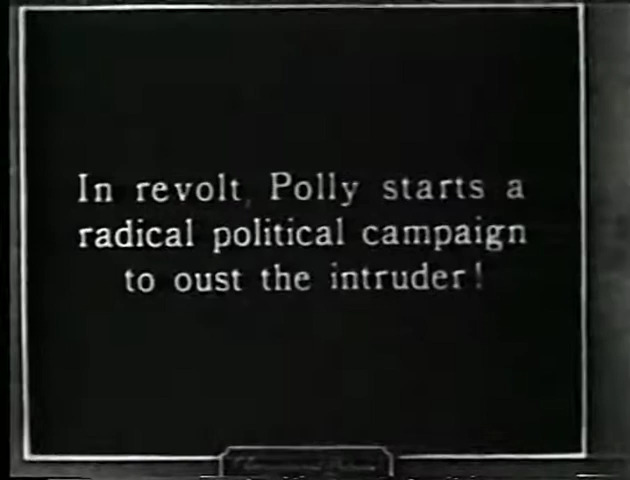 In revolt, Polly starts a
radical political campaign
to oust the intruder!